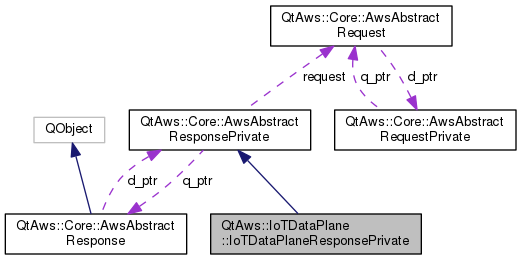 QtAws::Core::AwsAbstract
Request
request
q_ptr
d_ptr
QObject
QtAws::Core::AwsAbstract
ResponsePrivate
QtAws::Core::AwsAbstract
RequestPrivate
d_ptr
q_ptr
QtAws::Core::AwsAbstract
Response
QtAws::IoTDataPlane
::IoTDataPlaneResponsePrivate